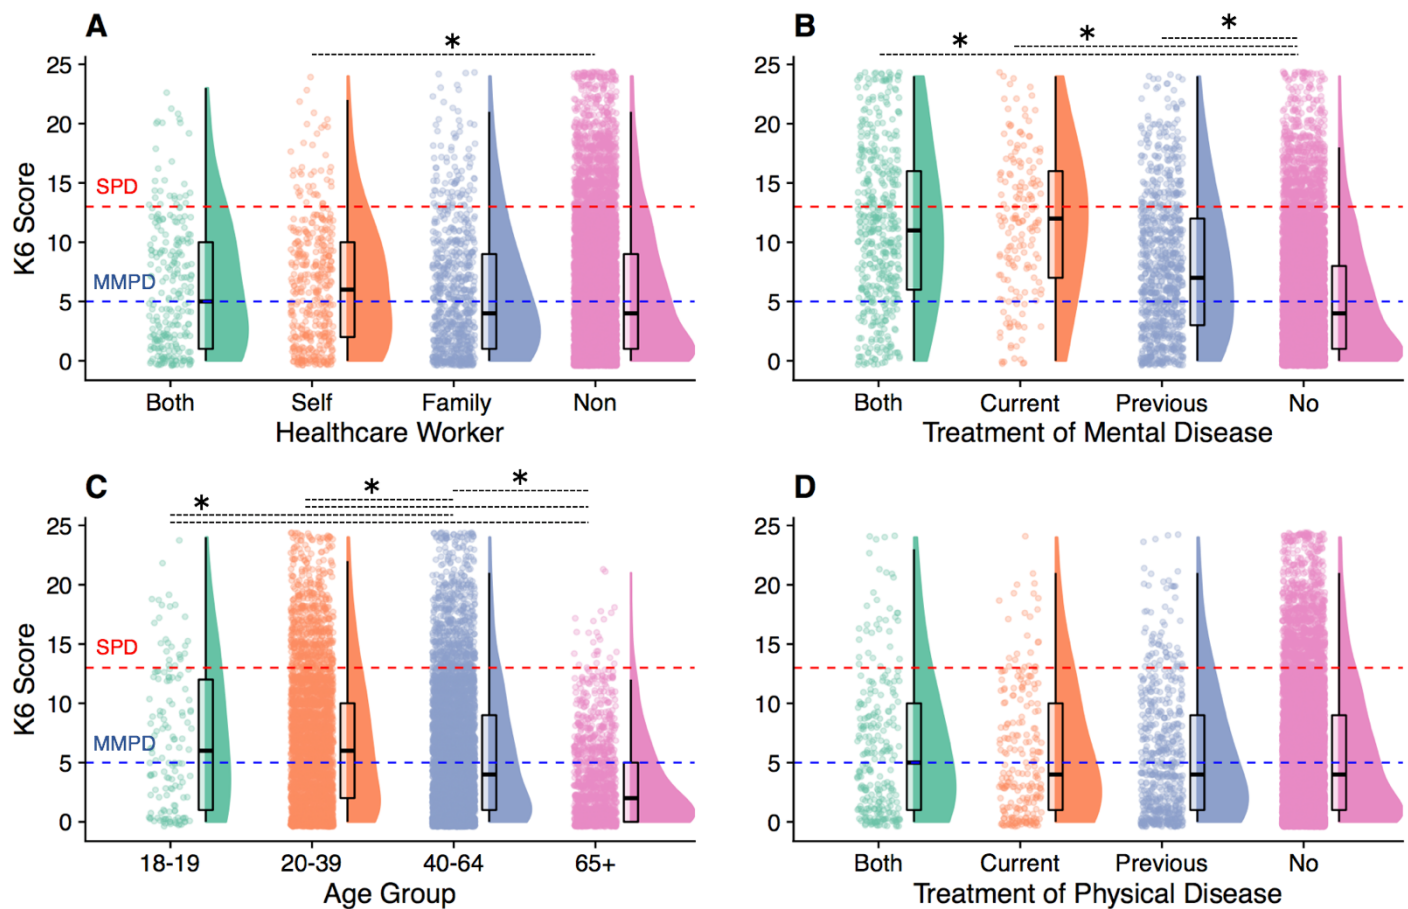 A
*
25
20
15
10
5
0
K6 Score
SPD
MMPD
Both Self Family Non
Healthcare Worker
B
* * *
25
20
15
10
5
0
Both Current Previous No
Treatment of Mental Disease
C
* * *
25
20
15
10
5
0
K6 Score
SPD
MMPD
18-19 20-39 40-64 65+
Age Group
D
25
20
15
10
5
0
Both Current Previous No
Treatment of Physical Disease